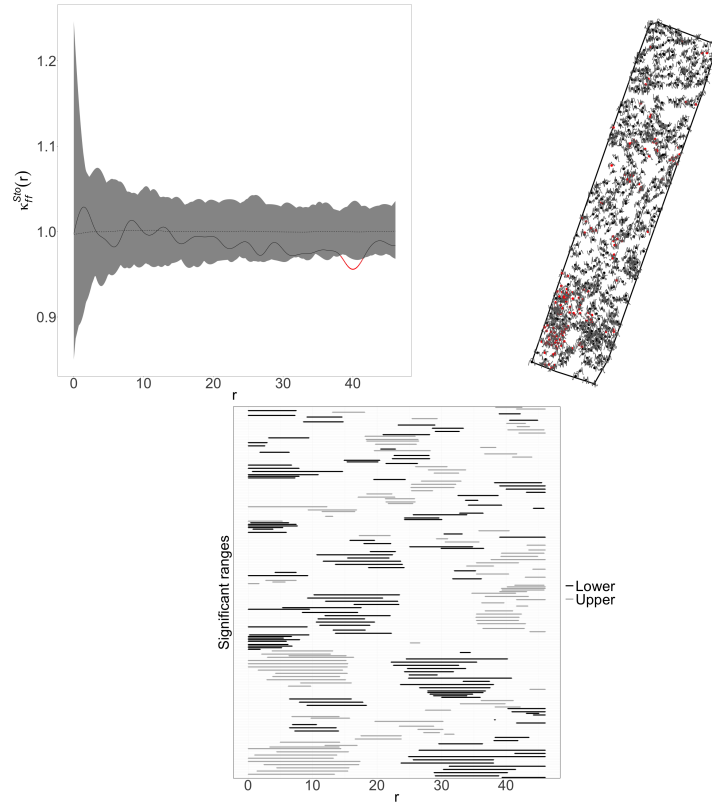 1.2
1.1
1.0
0.9
κ_ff^Sto(r)
0 10 20 30 40
r
Significant ranges
Lower
Upper
0 10 20 30 40
r